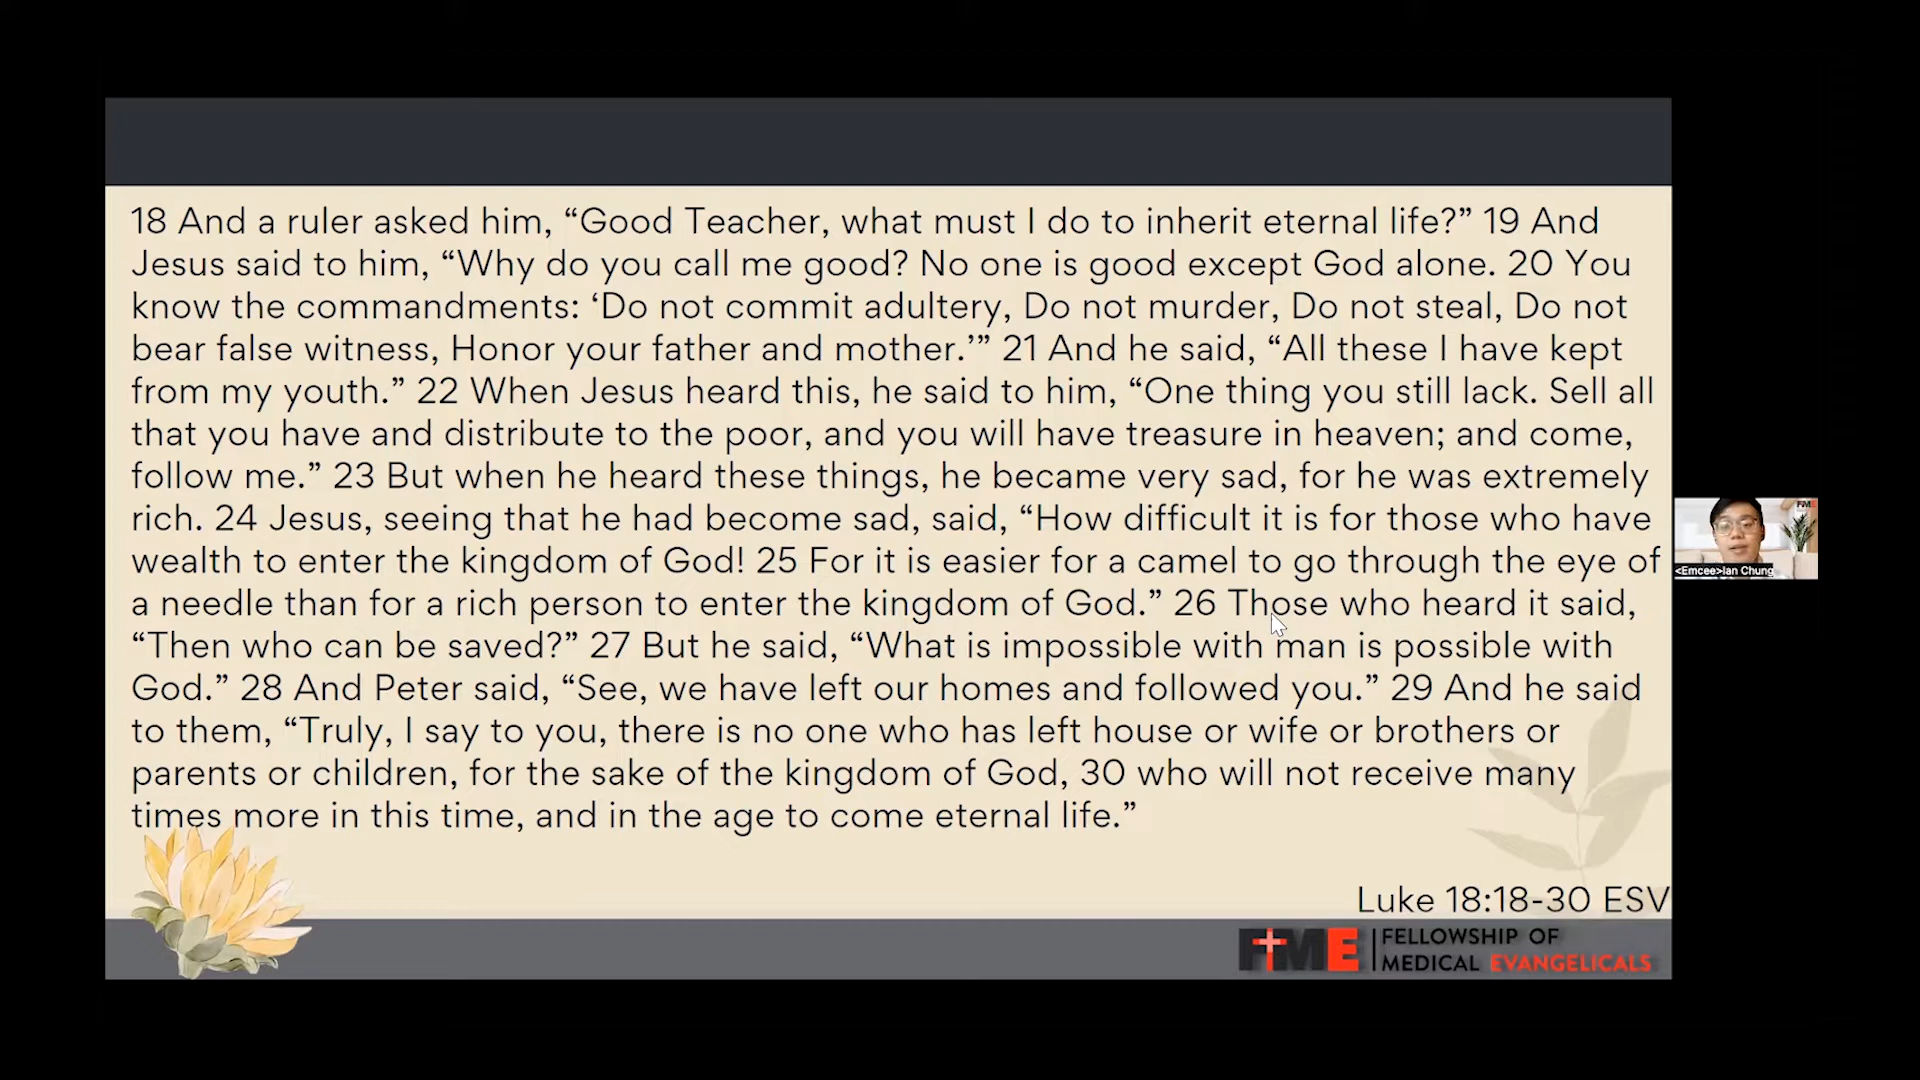 18 And a ruler asked him, “Good Teacher, what must I do to inherit eternal life?” 19 And
Jesus said to him, “Why do you call me good? No one is good except God alone. 20 You
know the commandments: ‘Do not commit adultery, Do not murder, Do not steal, Do not
bear false witness, Honor your father and mother.’” 21 And he said, “All these I have kept
from my youth.” 22 When Jesus heard this, he said to him, “One thing you still lack. Sell all
that you have and distribute to the poor, and you will have treasure in heaven; and come,
follow me.” 23 But when he heard these things, he became very sad, for he was extremely
rich. 24 Jesus, seeing that he had become sad, said, “How difficult it is for those who have
wealth to enter the kingdom of God! 25 For it is easier for a camel to go through the eye of
a needle than for a rich person to enter the kingdom of God.” 26 Those who heard it said,
“Then who can be saved?” 27 But he said, “What is impossible with man is possible with
God.” 28 And Peter said, “See, we have left our homes and followed you.” 29 And he said
to them, “Truly, I say to you, there is no one who has left house or wife or brothers or
parents or children, for the sake of the kingdom of God, 30 who will not receive many
times more in this time, and in the age to come eternal life.”
Luke 18:18-30 ESV
FME
FELLOWSHIP OF
MEDICAL EVANGELICALS
FME
<Emcee>Ian Chung